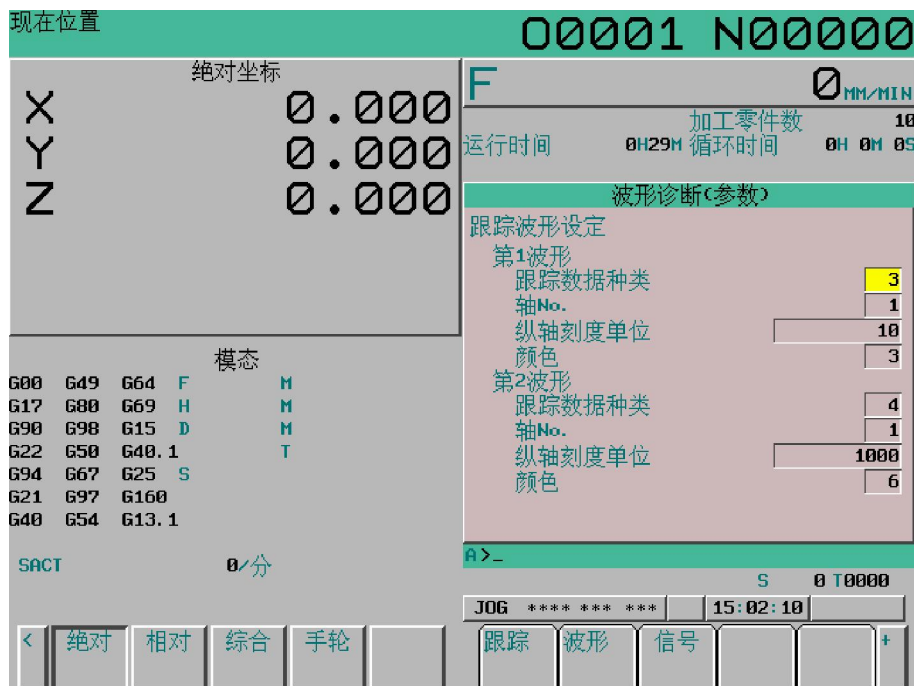 现在位置
O0001 N00000
绝对坐标
X 0.000
Y 0.000
Z 0.000
F 0 MM/MIN
加工零件数 10
运行时间 0H29M 循环时间 0H 0M 0S
波形诊断(参数)
跟踪波形设定
第1波形
跟踪数据种类 3
轴No. 1
纵轴刻度单位 10
颜色 3
第2波形
跟踪数据种类 4
轴No. 1
纵轴刻度单位 1000
颜色 6
模态
G00 G49 G64 F M
G17 G80 G69 H M
G90 G98 G15 D M
G22 G50 G40.1 T
G94 G67 G25 S
G21 G97 G160
G40 G54 G13.1
SACT 0/分
A>_
S 0 T0000
JOG **** *** *** 15:02:10
< 绝对 相对 综合 手轮
跟踪 波形 信号 +